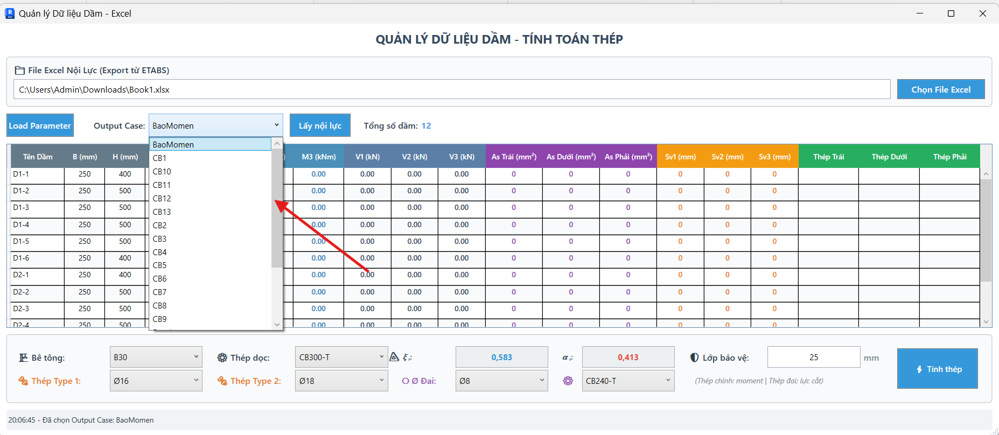 Quản lý Dữ liệu Dầm - Excel
QUẢN LÝ DỮ LIỆU DẦM - TÍNH TOÁN THÉP
File Excel Nội Lực (Export từ ETABS)
C:\Users\Admin\Downloads\Book1.xlsx
Chọn File Excel
Load Parameter Output Case: BaoMomen Lấy nội lực Tổng số dầm: 12
BaoMomen
CB1
CB10
CB11
CB12
CB13
CB2
CB3
CB4
CB5
CB6
CB7
CB8
CB9
Tên Dầm B (mm) H (mm) ) M3 (kNm) V1 (kN) V2 (kN) V3 (kN) As Trái (mm²) As Dưới (mm²) As Phải (mm²) Sv1 (mm) Sv2 (mm) Sv3 (mm) Thép Trái Thép Dưới Thép Phải
D1-1 250 400 0.00 0.00 0.00 0.00 0 0 0 0 0 0
D1-2 250 500 0.00 0.00 0.00 0.00 0 0 0 0 0 0
D1-3 250 500 0.00 0.00 0.00 0.00 0 0 0 0 0 0
D1-4 250 500 0.00 0.00 0.00 0.00 0 0 0 0 0 0
D1-5 250 500 0.00 0.00 0.00 0.00 0 0 0 0 0 0
D1-6 250 400 0.00 0.00 0.00 0.00 0 0 0 0 0 0
D2-1 250 400 0.00 0.00 0.00 0.00 0 0 0 0 0 0
D2-2 250 500 0.00 0.00 0.00 0.00 0 0 0 0 0 0
D2-3 250 500 0.00 0.00 0.00 0.00 0 0 0 0 0 0
D2-4 250 500 0.00 0.00 0.00 0.00 0 0 0 0 0 0
Bê tông: B30 Thép dọc: CB300-T ξr: 0,583 αr: 0,413 Lớp bảo vệ: 25 mm
Thép Type 1: Ø16 Thép Type 2: Ø18 Ø Đai: Ø8 CB240-T (Thép chính: moment | Thép đai: lực cắt)
Tính thép
20:06:45 - Đã chọn Output Case: BaoMomen